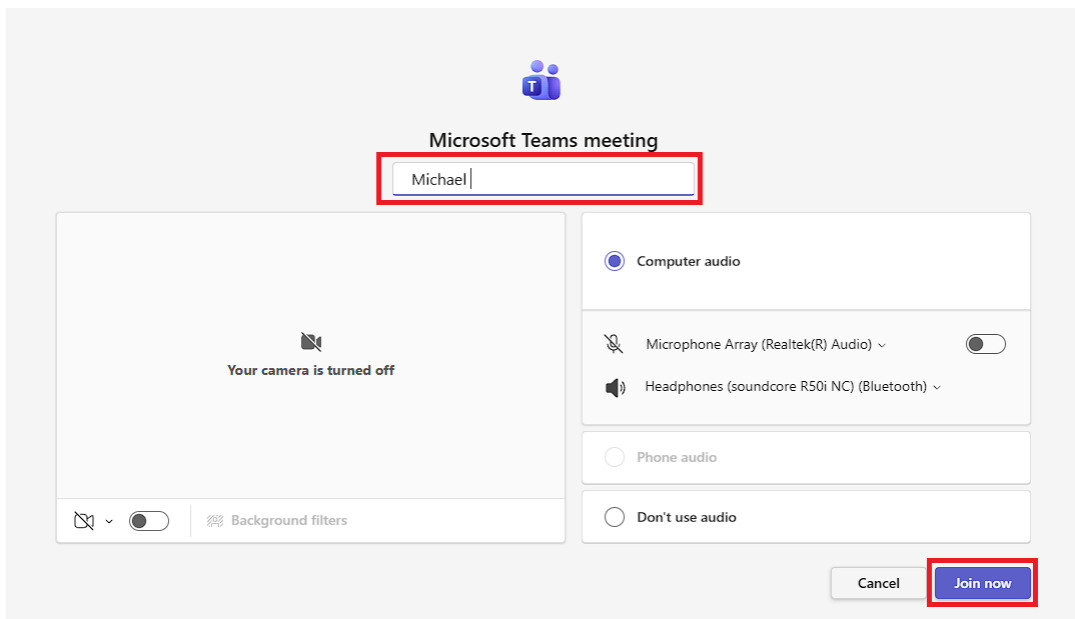 T
Microsoft Teams meeting
Michael
Your camera is turned off
Background filters
Computer audio
Microphone Array (Realtek(R) Audio)
Headphones (soundcore R50i NC) (Bluetooth)
Phone audio
Don't use audio
Cancel
Join now